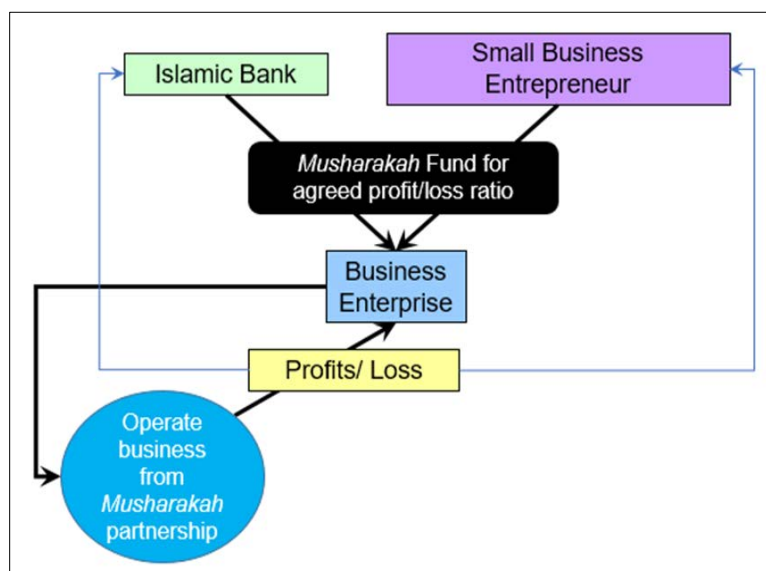 Islamic Bank
Small Business
Entrepreneur
Musharakah Fund for
agreed profit/loss ratio
Business
Enterprise
Profits/ Loss
Operate
business
from
Musharakah
partnership